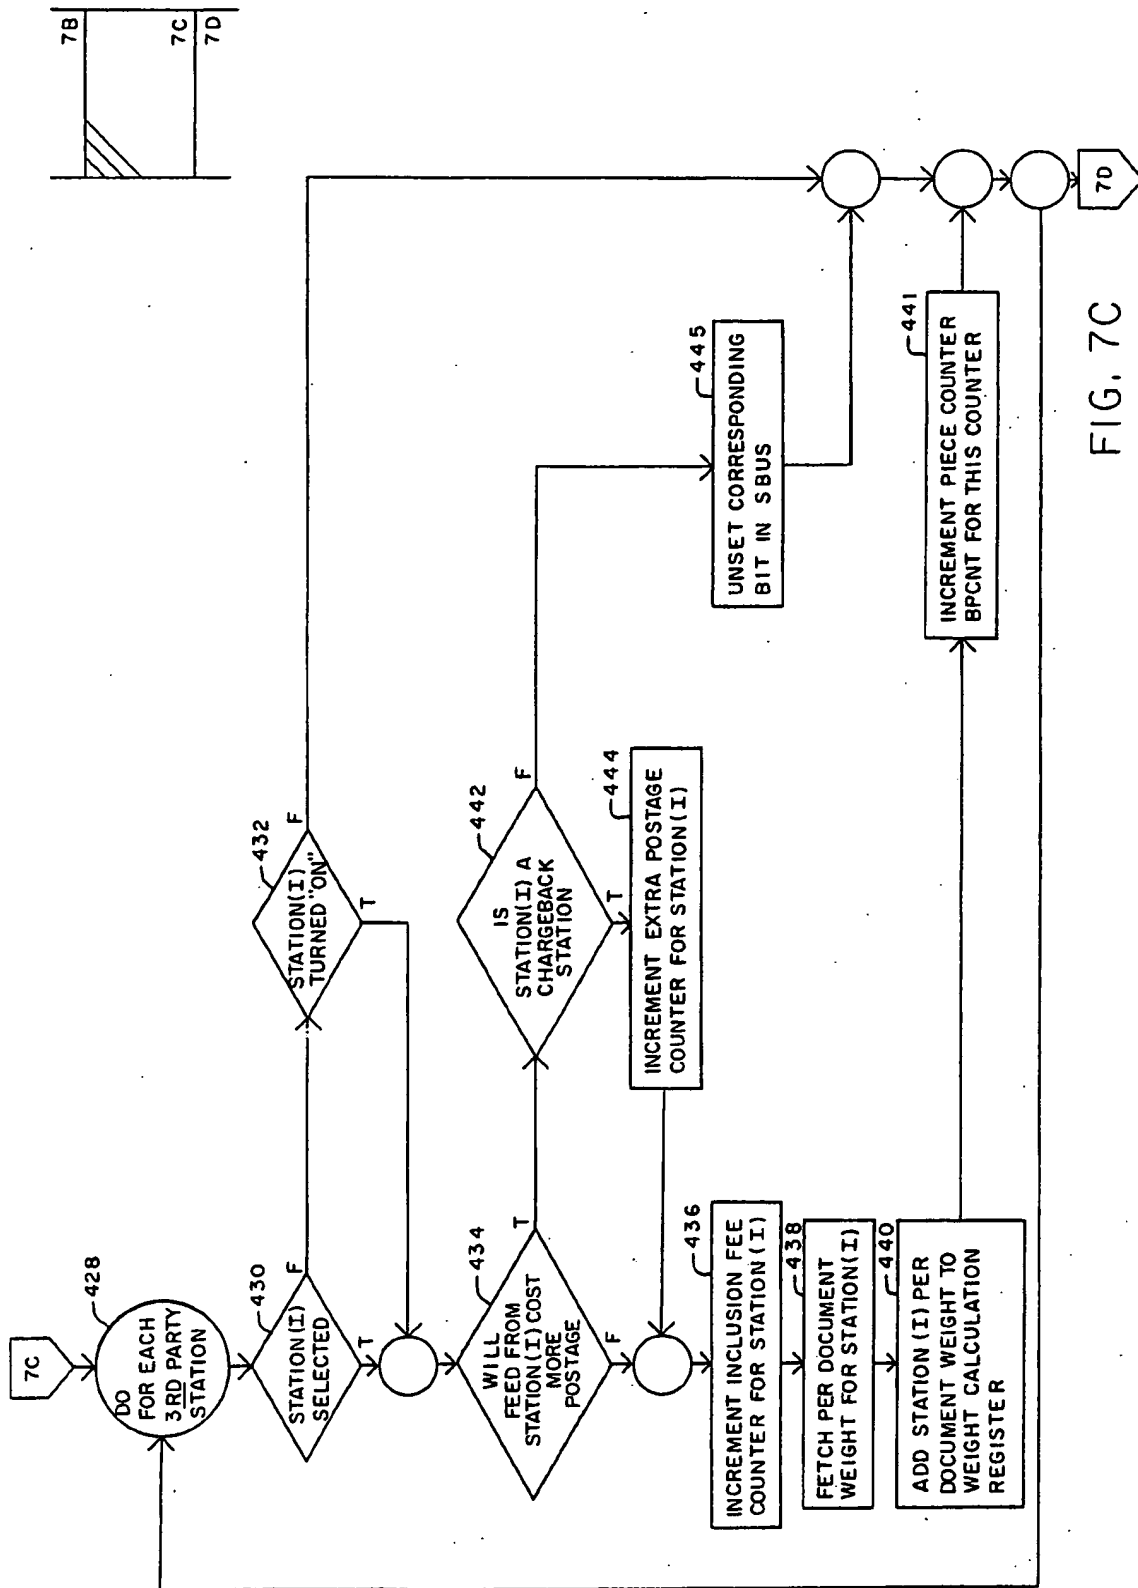 7B
7C
7D
7C
DO
FOR EACH
3RD PARTY
STATION
428
STATION(I)
SELECTED
430
F
T
STATION(I)
TURNED "ON"
432
F
T
WILL
FEED FROM
STATION(I) COST
MORE
POSTAGE
434
T
F
IS
STATION(I) A
CHARGEBACK
STATION
442
F
T
INCREMENT EXTRA POSTAGE
COUNTER FOR STATION(I)
444
UNSET CORRESPONDING
BIT IN SBUS
445
INCREMENT INCLUSION FEE
COUNTER FOR STATION(I)
436
FETCH PER DOCUMENT
WEIGHT FOR STATION(I)
438
ADD STATION (I) PER
DOCUMENT WEIGHT TO
WEIGHT CALCULATION
REGISTER
440
INCREMENT PIECE COUNTER
BPCNT FOR THIS COUNTER
441
7D
FIG. 7C